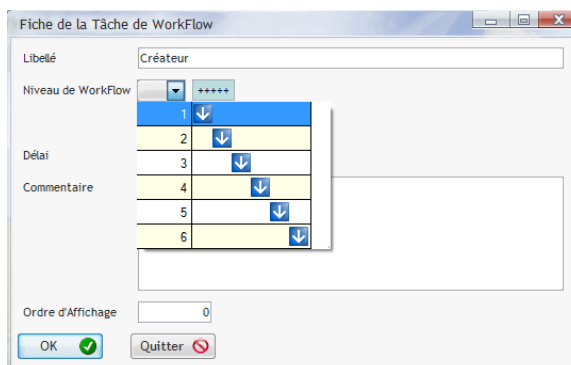 Fiche de la Tâche de WorkFlow
Libellé Créateur
Niveau de WorkFlow +++++
1
2
Délai
3
Commentaire 4
5
6
Ordre d'Affichage 0
OK Quitter